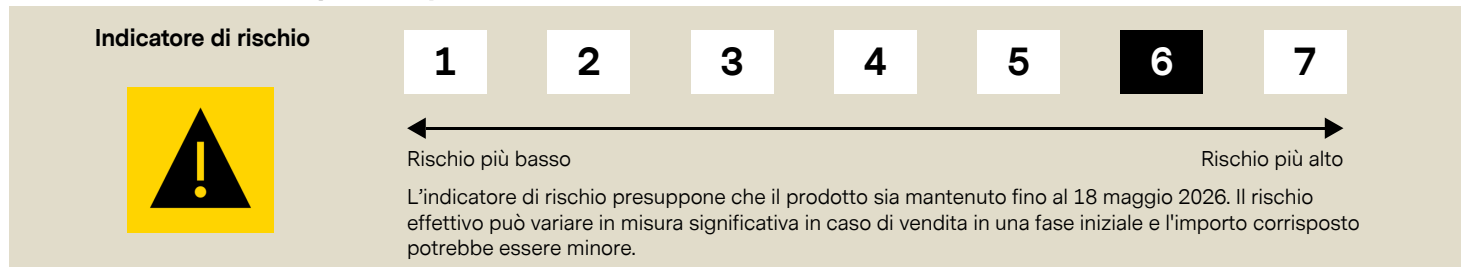 Indicatore di rischio
1 2 3 4 5 6 7
Rischio più basso Rischio più alto
L'indicatore di rischio presuppone che il prodotto sia mantenuto fino al 18 maggio 2026. Il rischio
effettivo può variare in misura significativa in caso di vendita in una fase iniziale e l'importo corrisposto
potrebbe essere minore.